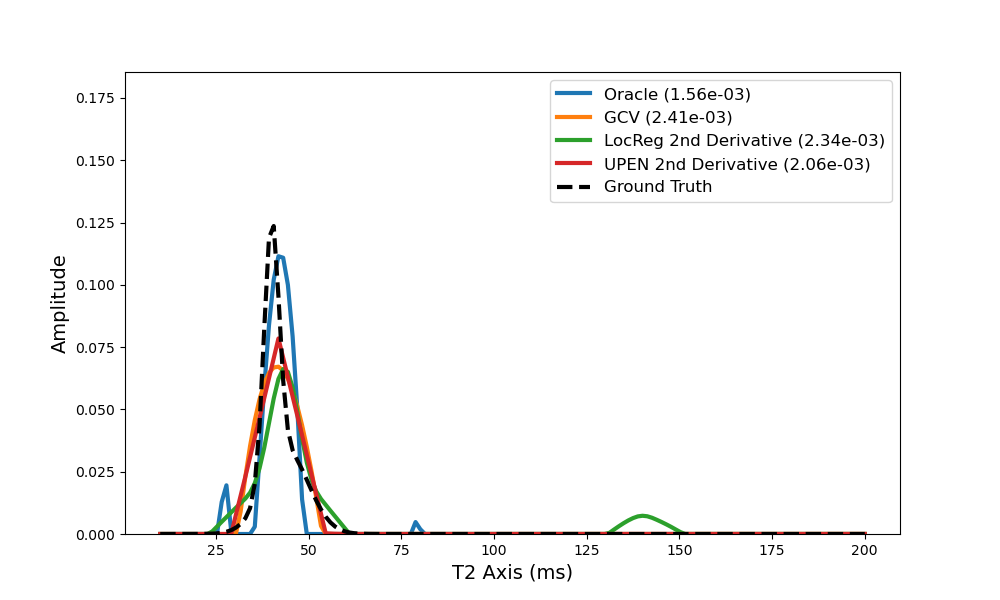 Oracle (1.56e-03)
GCV (2.41e-03)
LocReg 2nd Derivative (2.34e-03)
UPEN 2nd Derivative (2.06e-03)
Ground Truth
Amplitude
0.175
0.150
0.125
0.100
0.075
0.050
0.025
0.000
25 50 75 100 125 150 175 200
T2 Axis (ms)